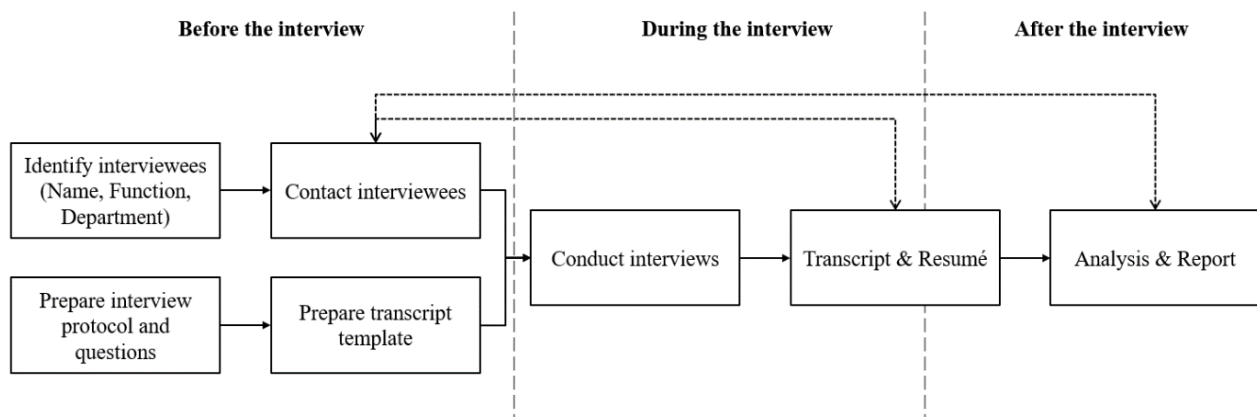 Before the interview
During the interview
After the interview
Identify interviewees
(Name, Function,
Department)
Contact interviewees
Conduct interviews
Transcript & Resumé
Analysis & Report
Prepare interview
protocol and
questions
Prepare transcript
template